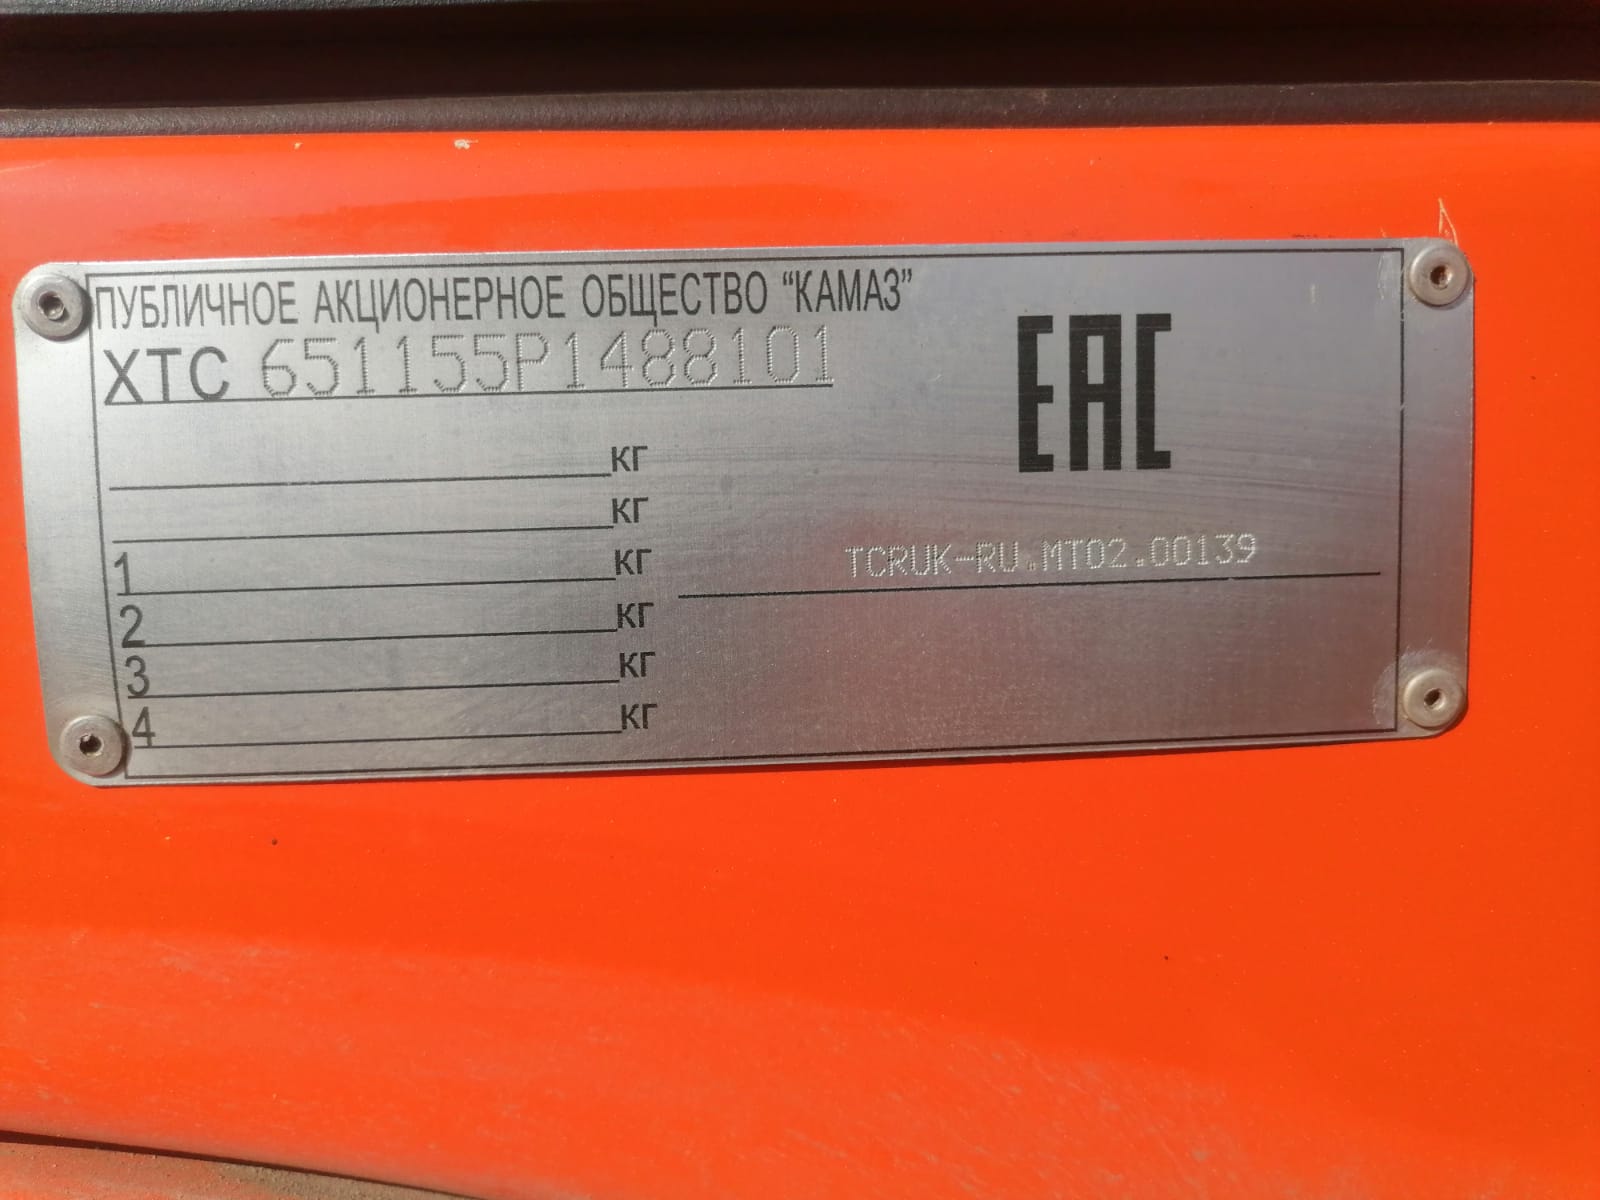 ПУБЛИЧНОЕ АКЦИОНЕРНОЕ ОБЩЕСТВО “КАМАЗ”
XTC 651155P1488101
EAC
кг
кг
TCRUK-RU.MT02.00139
1 кг
2 кг
3 кг
4 кг